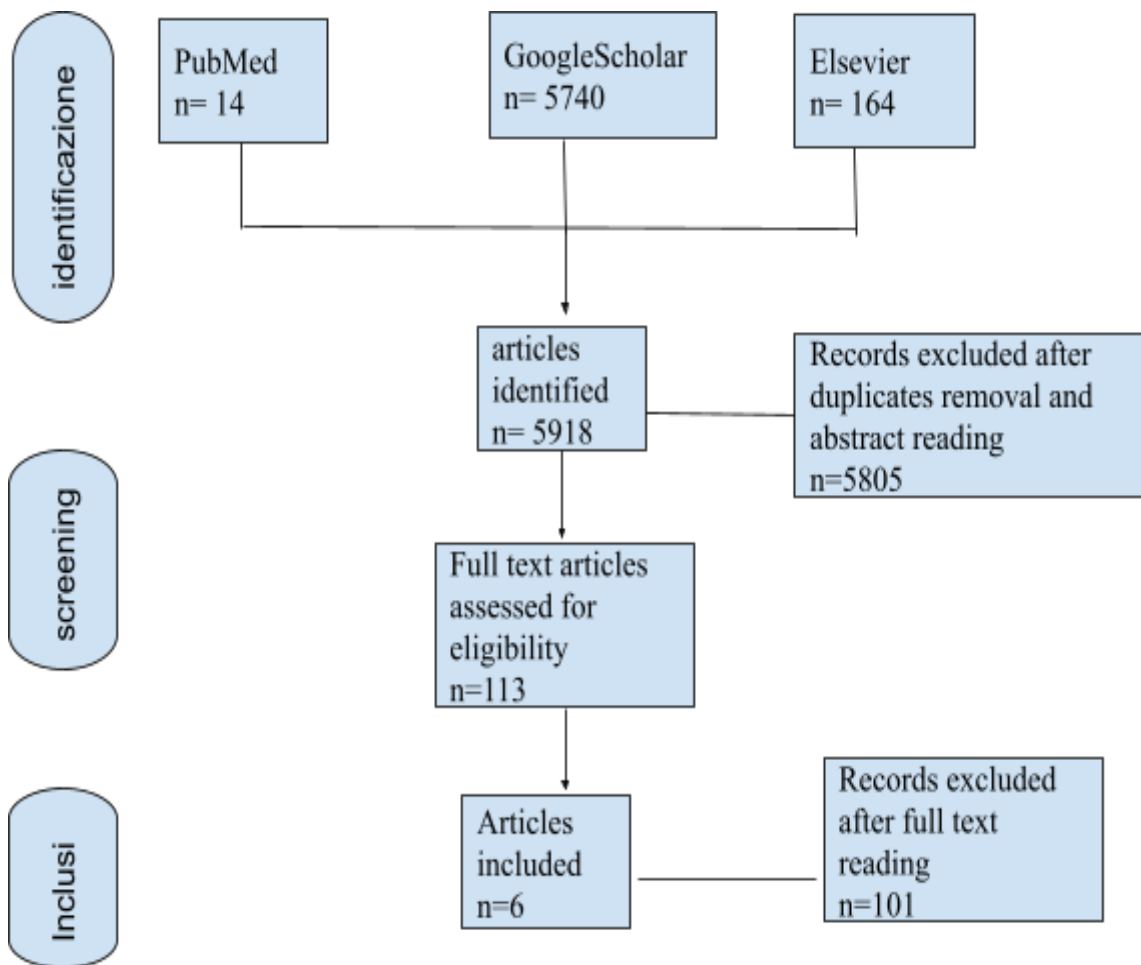 identificazione
PubMed
n= 14
GoogleScholar
n= 5740
Elsevier
n= 164
articles
identified
n= 5918
Records excluded after
duplicates removal and
abstract reading
n=5805
screening
Full text articles
assessed for
eligibility
n=113
Inclusi
Articles
included
n=6
Records excluded
after full text
reading
n=101